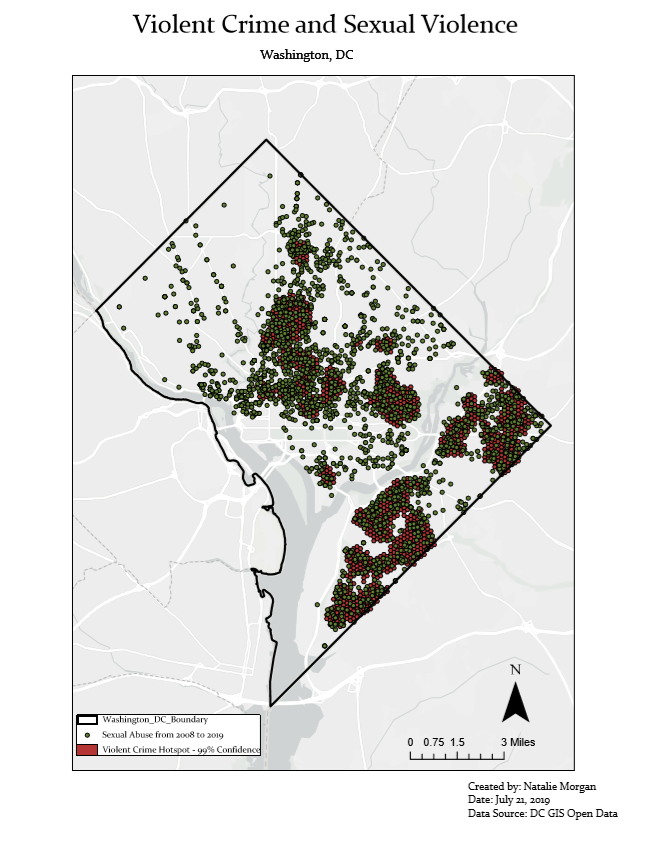 Violent Crime and Sexual Violence
Washington, DC
N
Washington_DC_Boundary
Sexual Abuse from 2008 to 2019
Violent Crime Hotspot - 99% Confidence
0 0.75 1.5 3 Miles
Created by: Natalie Morgan
Date: July 21, 2019
Data Source: DC GIS Open Data